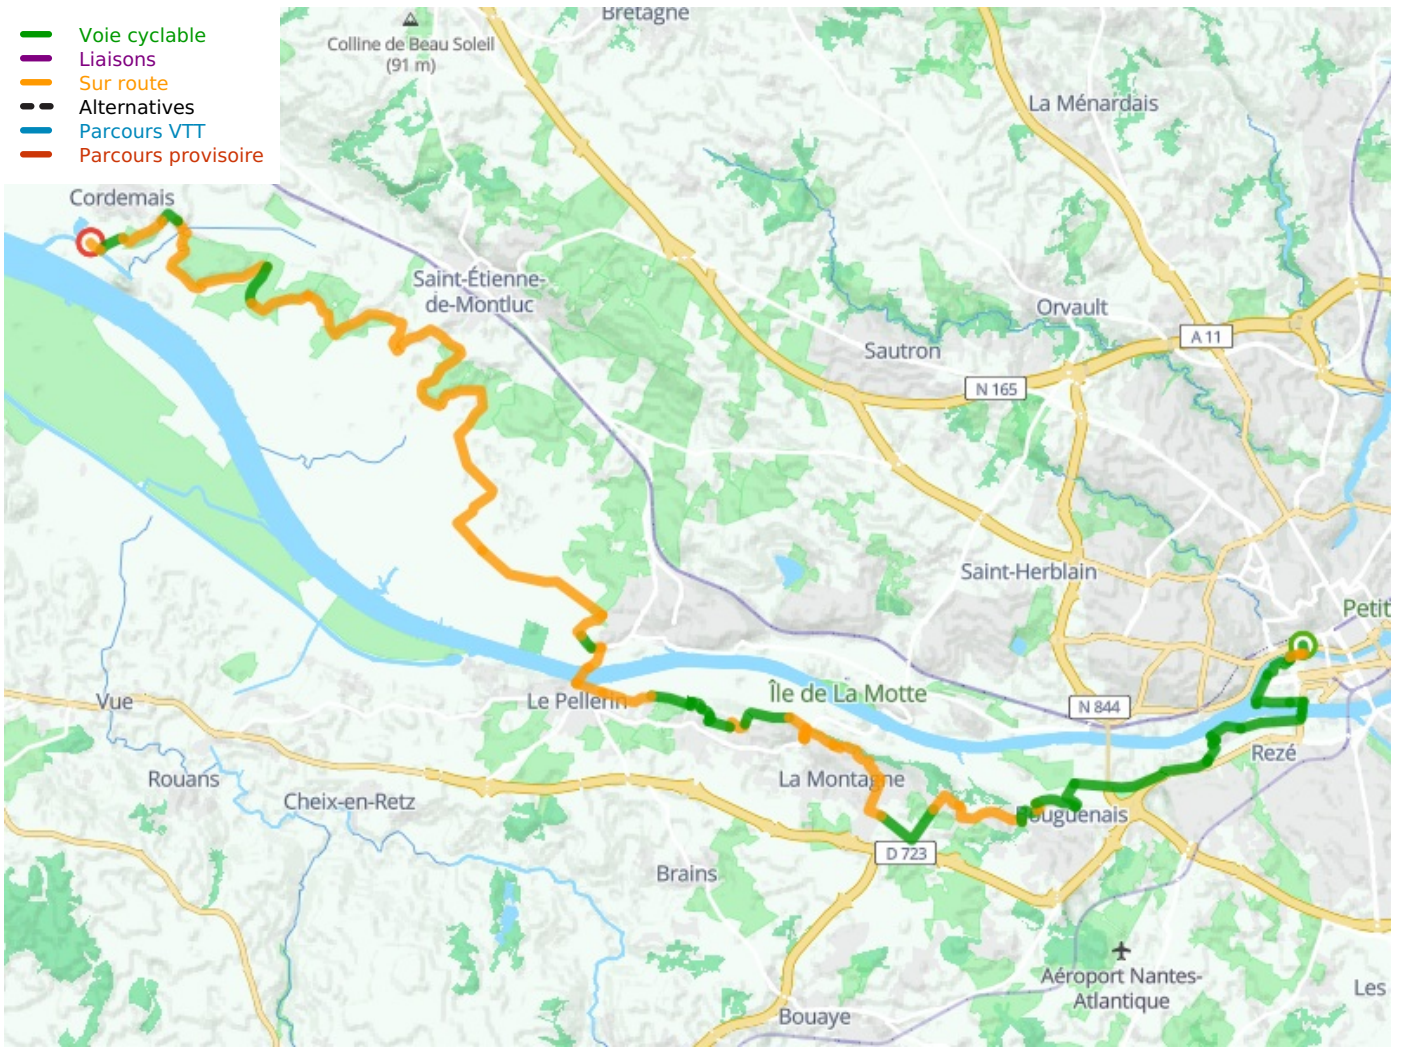 Voie cyclable
Liaisons
Sur route
Alternatives
Parcours VTT
Parcours provisoire
Bretagne
Colline de Beau Soleil
(91 m)
La Ménardais
Cordemais
Saint-Étienne-
de-Montluc
Orvault
Sautron
A 11
N 165
Saint-Herblain
Petit
Île de La Motte
Le Pellerin
Vue
N 844
Rezé
Rouans
La Montagne
Cheix-en-Retz
Bouguenais
D 723
Brains
Aéroport Nantes-
Atlantique
Les
Bouaye